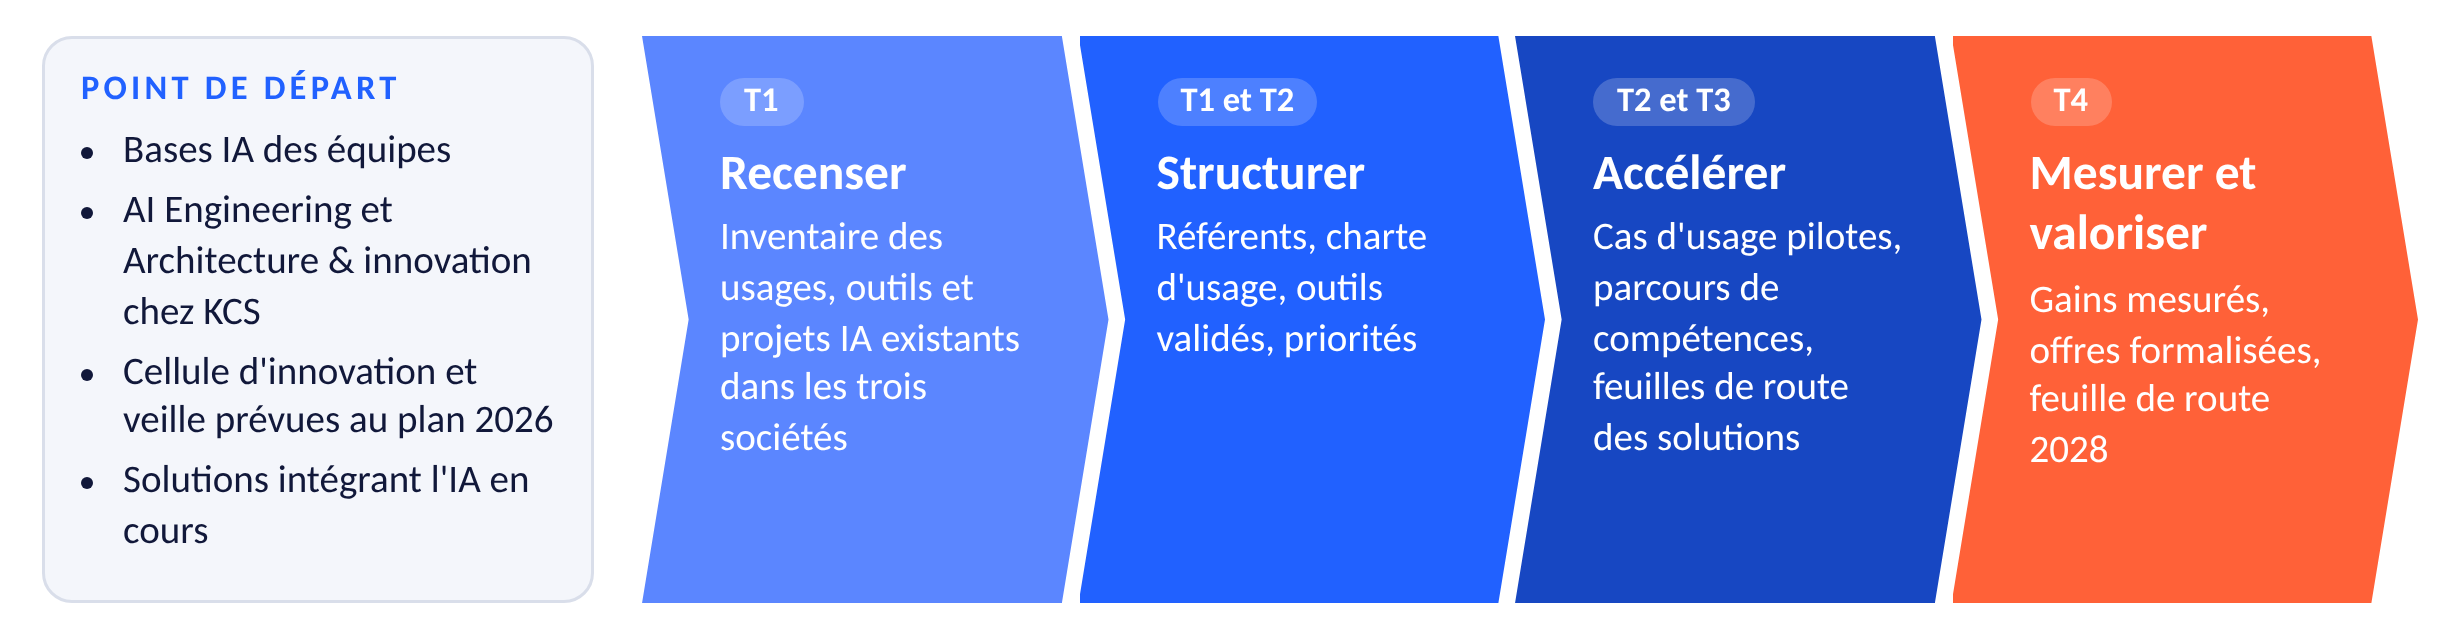 POINT DE DÉPART
• Bases IA des équipes
• AI Engineering et
Architecture & innovation
chez KCS
• Cellule d'innovation et
veille prévues au plan 2026
• Solutions intégrant l'IA en
cours
T1
Recenser
Inventaire des
usages, outils et
projets IA existants
dans les trois
sociétés
T1 et T2
Structurer
Référents, charte
d'usage, outils
validés, priorités
T2 et T3
Accélérer
Cas d'usage pilotes,
parcours de
compétences,
feuilles de route
des solutions
T4
Mesurer et
valoriser
Gains mesurés,
offres formalisées,
feuille de route
2028